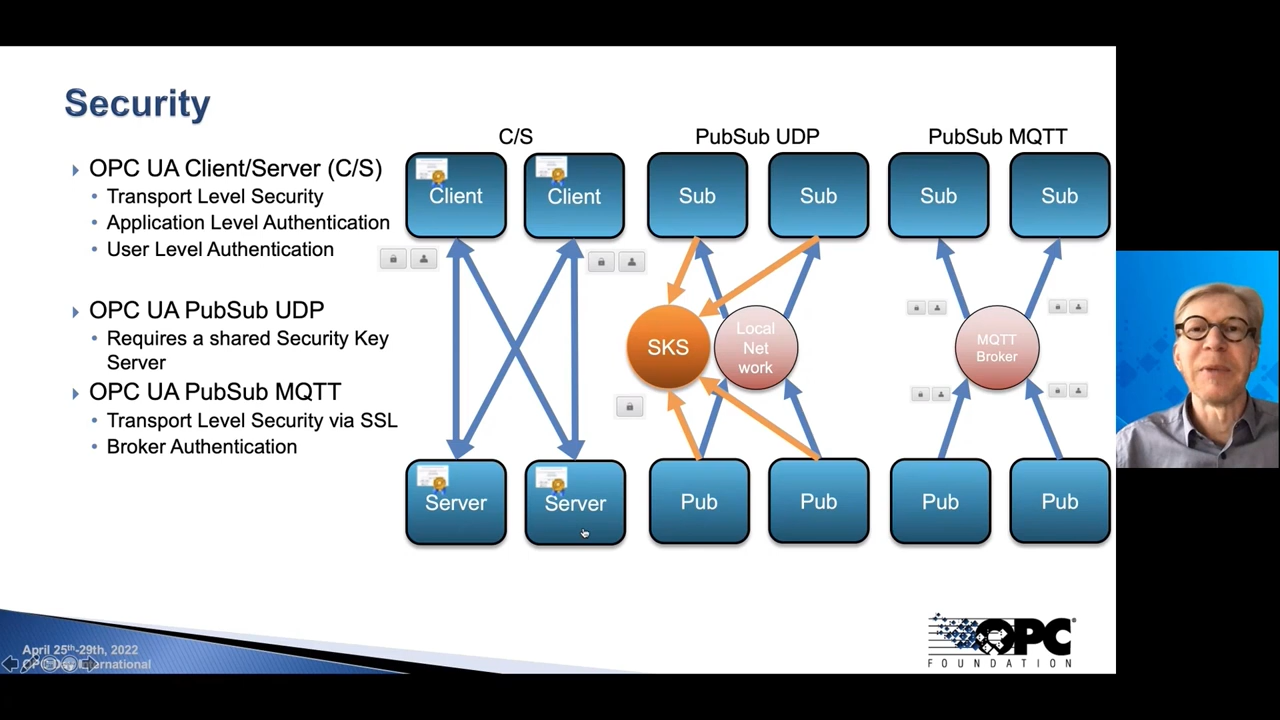 Security
OPC UA Client/Server (C/S)
Transport Level Security
Application Level Authentication
User Level Authentication
OPC UA PubSub UDP
Requires a shared Security Key
Server
OPC UA PubSub MQTT
Transport Level Security via SSL
Broker Authentication
C/S
PubSub UDP
PubSub MQTT
Client
Client
Sub
Sub
Sub
Sub
SKS
Local
Net
work
MQTT
Broker
Server
Server
Pub
Pub
Pub
Pub
April 25th-29th, 2022
OPC Day International
OPC
FOUNDATION